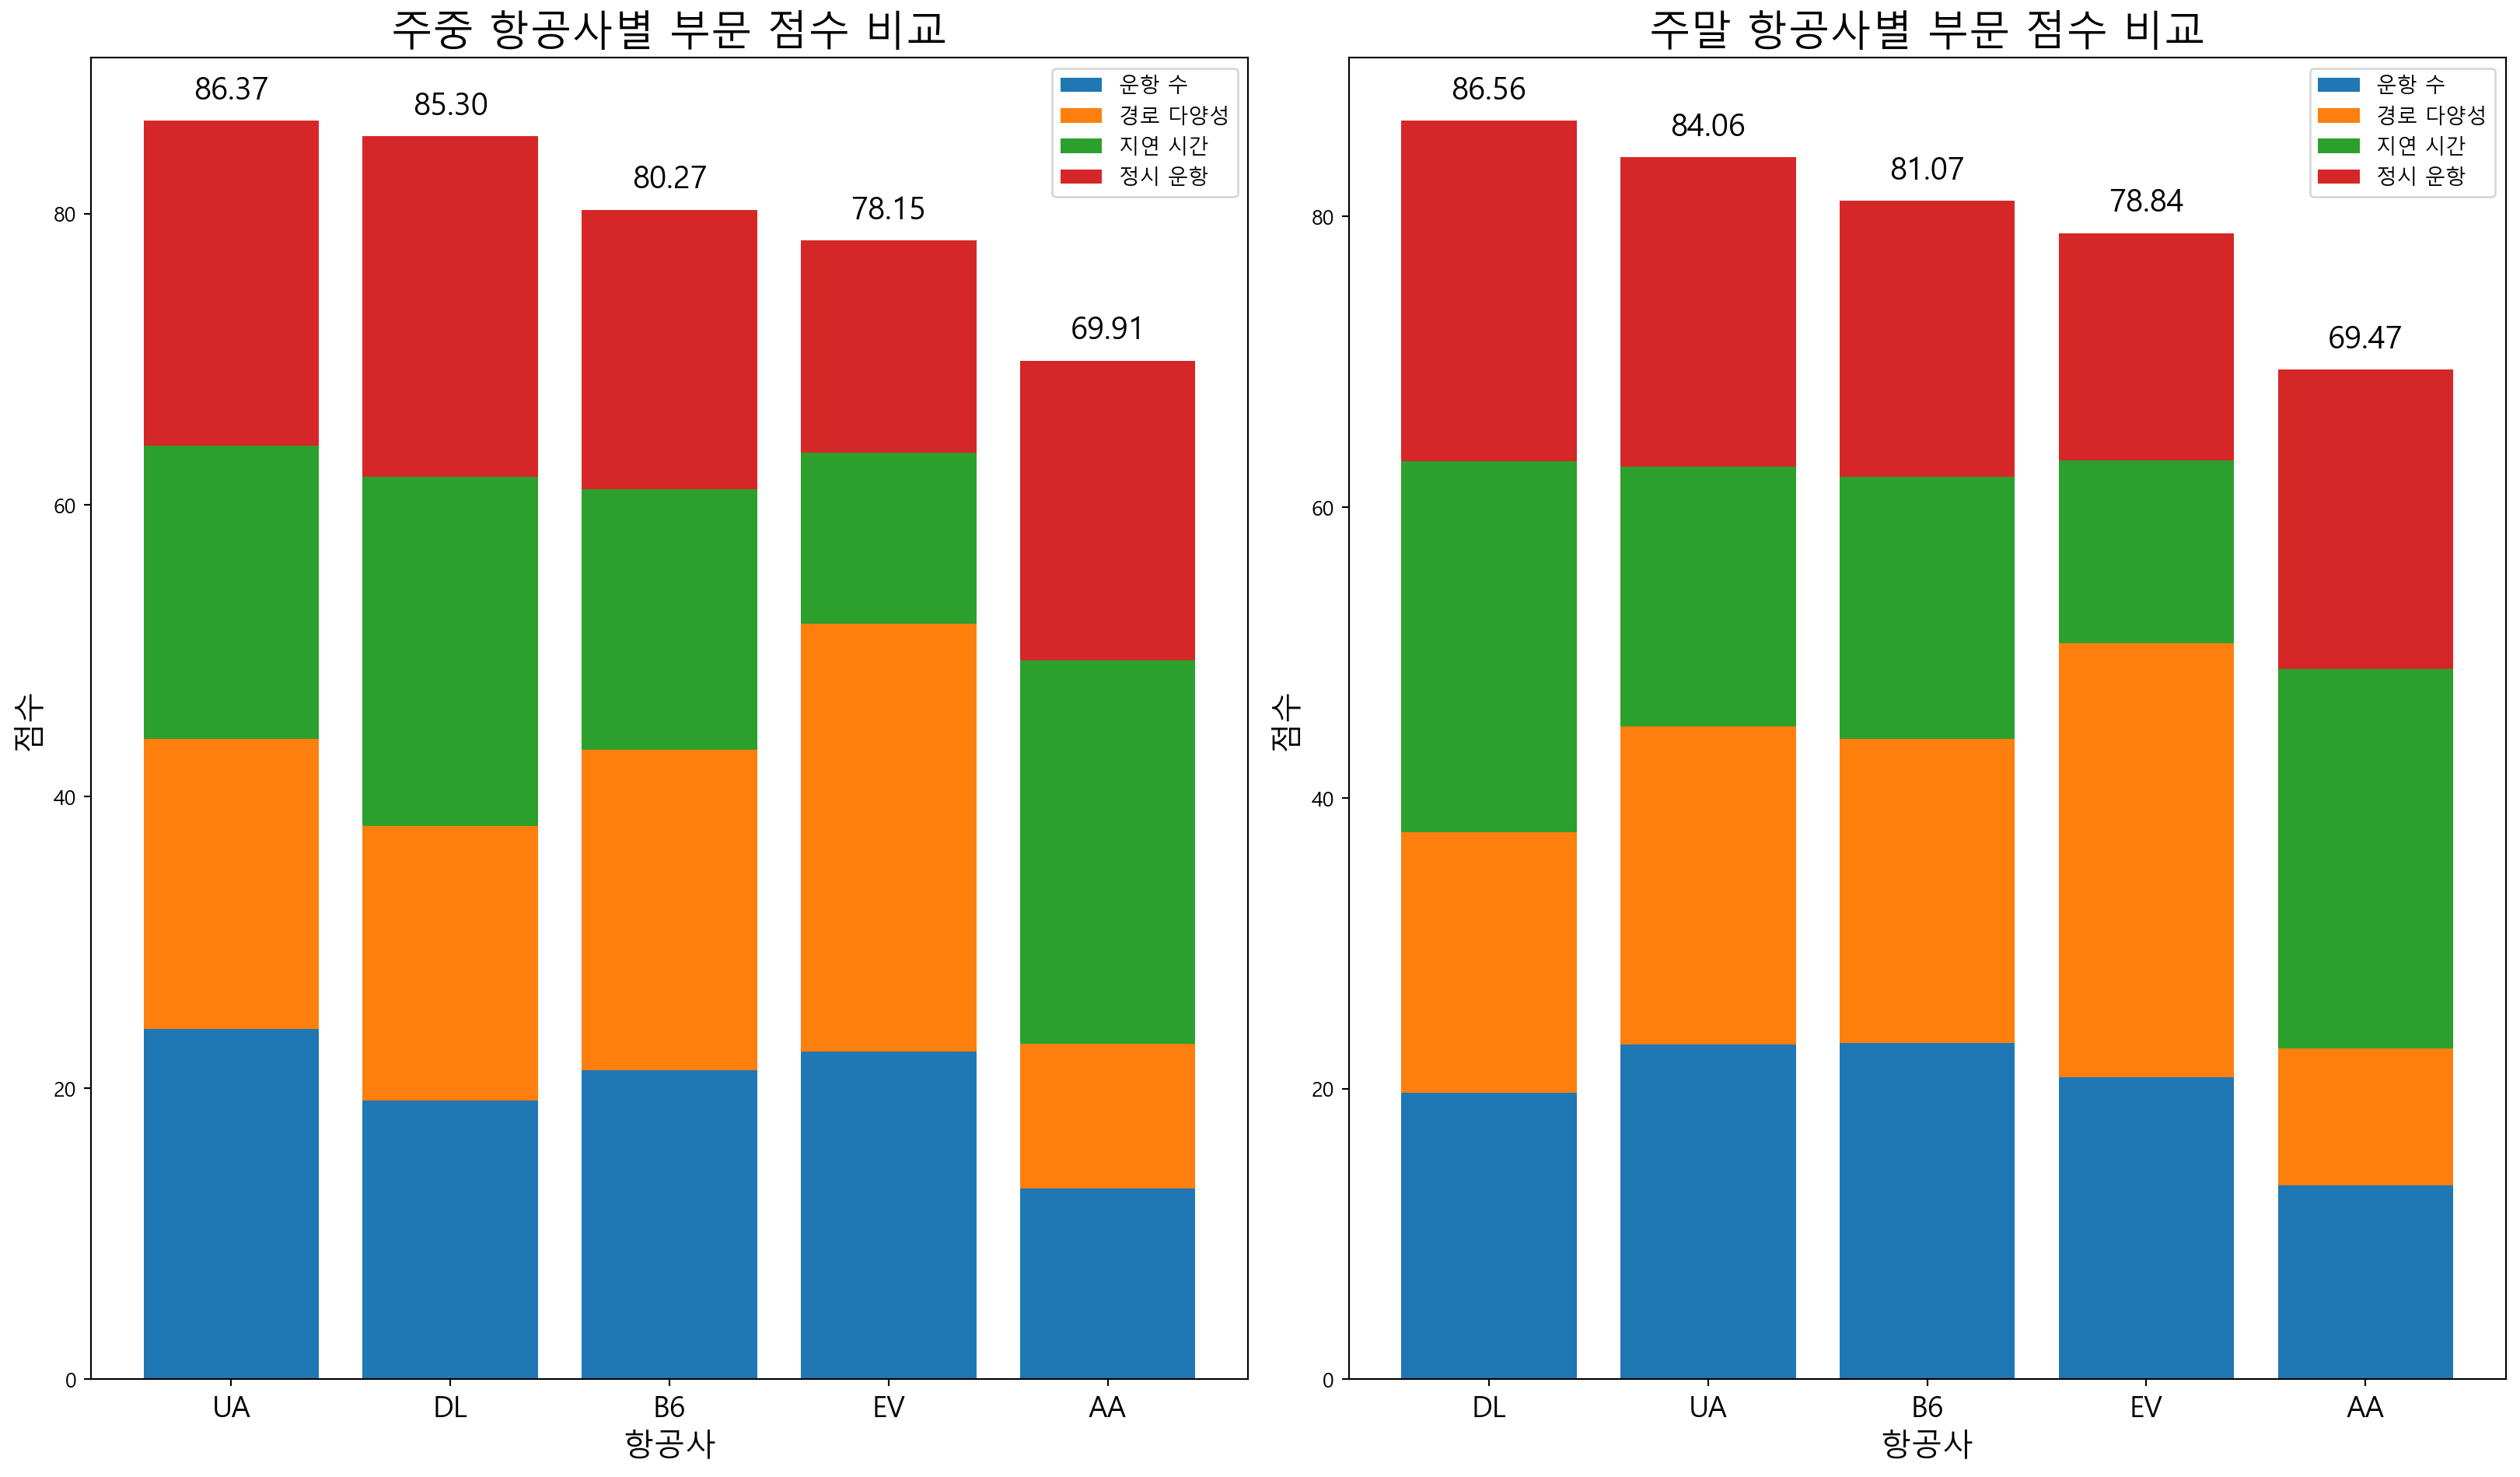 주중 항공사별 부문 점수 비교
86.37
85.30
80.27
78.15
69.91
운항 수
경로 다양성
지연 시간
정시 운항
80
60
40
20
0
점수
UA DL B6 EV AA
항공사
주말 항공사별 부문 점수 비교
86.56
84.06
81.07
78.84
69.47
운항 수
경로 다양성
지연 시간
정시 운항
80
60
40
20
0
점수
DL UA B6 EV AA
항공사